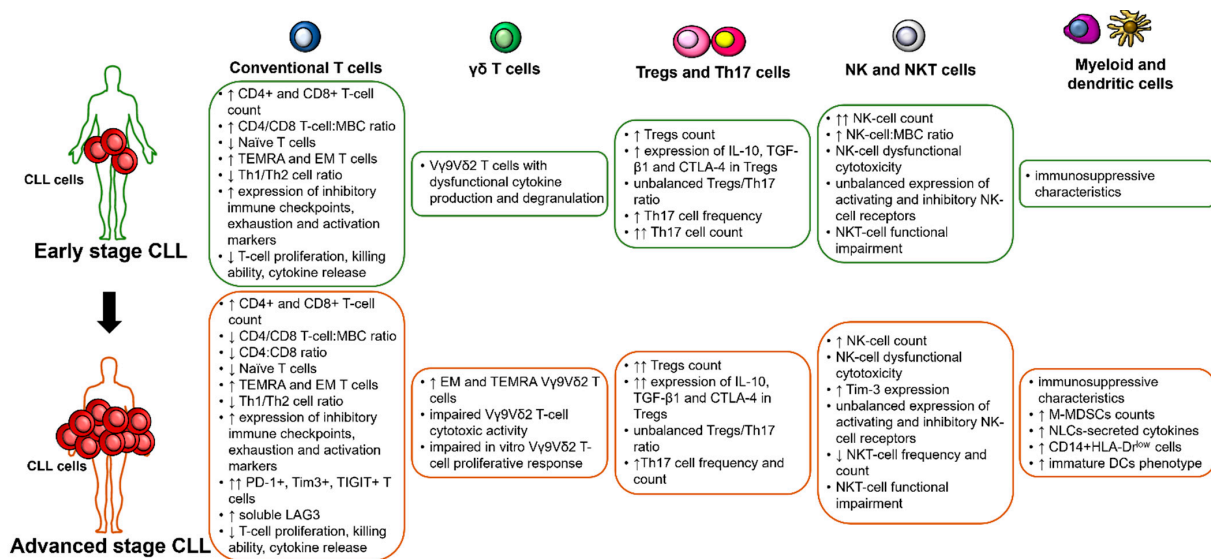 Conventional T cells
γδ T cells
Tregs and Th17 cells
NK and NKT cells
Myeloid and
dendritic cells
CLL cells
Early stage CLL
• ↑ CD4+ and CD8+ T-cell
count
• ↑ CD4/CD8 T-cell:MBC ratio
• ↓ Naïve T cells
• ↑ TEMRA and EM T cells
• ↓ Th1/Th2 cell ratio
• ↑ expression of inhibitory
immune checkpoints,
exhaustion and activation
markers
• ↓ T-cell proliferation, killing
ability, cytokine release
• Vγ9Vδ2 T cells with
dysfunctional cytokine
production and degranulation
• ↑ Tregs count
• ↑ expression of IL-10, TGF-
β1 and CTLA-4 in Tregs
• unbalanced Tregs/Th17
ratio
• ↑ Th17 cell frequency
• ↑↑ Th17 cell count
• ↑↑ NK-cell count
• ↑ NK-cell:MBC ratio
• NK-cell dysfunctional
cytotoxicity
• unbalanced expression of
activating and inhibitory NK-
cell receptors
• NKT-cell functional
impairment
• immunosuppressive
characteristics
CLL cells
Advanced stage CLL
• ↑ CD4+ and CD8+ T-cell
count
• ↓ CD4/CD8 T-cell:MBC ratio
• ↓ CD4:CD8 ratio
• ↓ Naïve T cells
• ↑ TEMRA and EM T cells
• ↓ Th1/Th2 cell ratio
• ↑ expression of inhibitory
immune checkpoints,
exhaustion and activation
markers
• ↑↑ PD-1+, Tim3+, TIGIT+ T
cells
• ↑ soluble LAG3
• ↓ T-cell proliferation, killing
ability, cytokine release
• ↑ EM and TEMRA Vγ9Vδ2 T
cells
• impaired Vγ9Vδ2 T-cell
cytotoxic activity
• impaired in vitro Vγ9Vδ2 T-
cell proliferative response
• ↑↑ Tregs count
• ↑↑ expression of IL-10,
TGF-β1 and CTLA-4 in
Tregs
• unbalanced Tregs/Th17
ratio
• ↑Th17 cell frequency and
count
• ↑ NK-cell count
• NK-cell dysfunctional
cytotoxicity
• ↑ Tim-3 expression
• unbalanced expression of
activating and inhibitory NK-
cell receptors
• ↓ NKT-cell frequency and
count
• NKT-cell functional
impairment
• immunosuppressive
characteristics
• ↑ M-MDSCs counts
• ↑ NLCs-secreted cytokines
• ↑ CD14+HLA-Drlow cells
• ↑ immature DCs phenotype